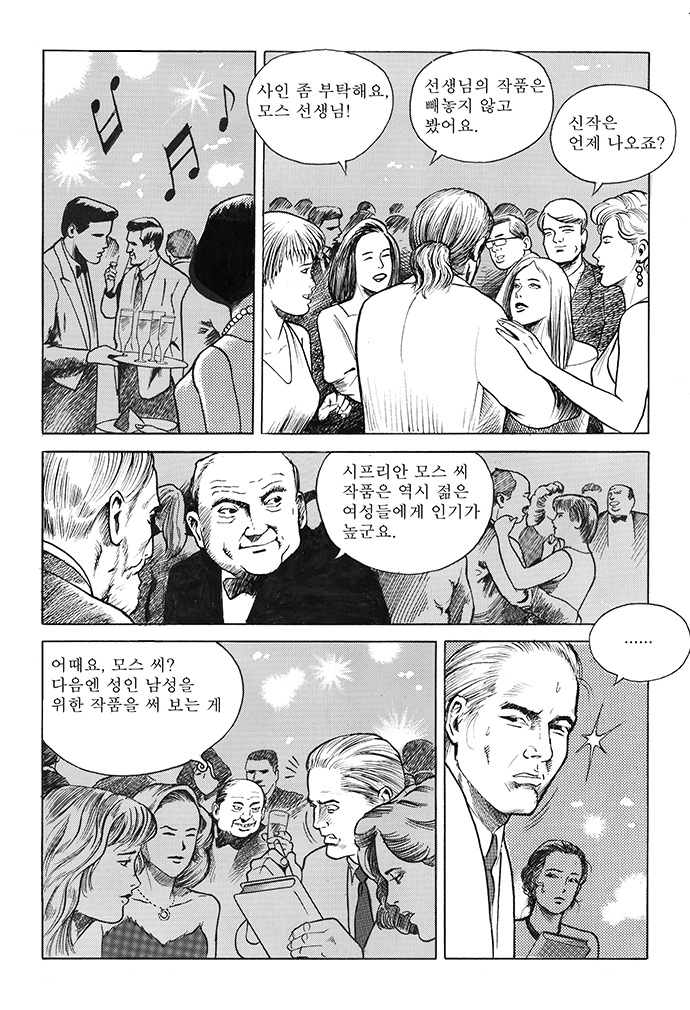 사인 좀 부탁해요,
모스 선생님!
선생님의 작품은
빼놓지 않고
봤어요.
신작은
언제 나오죠?
시프리안 모스 씨
작품은 역시 젊은
여성들에게 인기가
높군요.
어때요, 모스 씨?
다음엔 성인 남성을
위한 작품을 써 보는 게
......